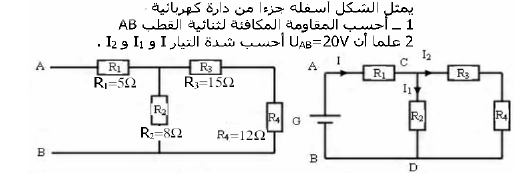 يمثل الشكل أسفله جزءا من دارة كهربائية
1 ــ أحسب المقاومة المكافئة لثنائية القطب AB
2 علما أن UAB=20V أحسب شدة التيار I و I1 و I2 .
A R1 R3
R1=5Ω R3=15Ω
R2 R4
R2=8Ω R4=12Ω
B
A I R1 C I2 R3
I1
G R2 R4
B D